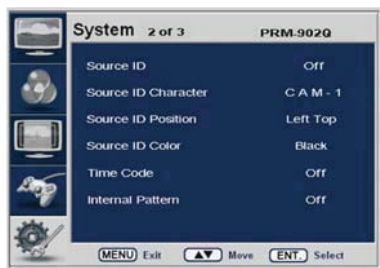 System 2 of 3 PRM-902Q
Source ID Off
Source ID Character C A M - 1
Source ID Position Left Top
Source ID Color Black
Time Code Off
Internal Pattern Off
MENU Exit ▲▼ Move ENT. Select